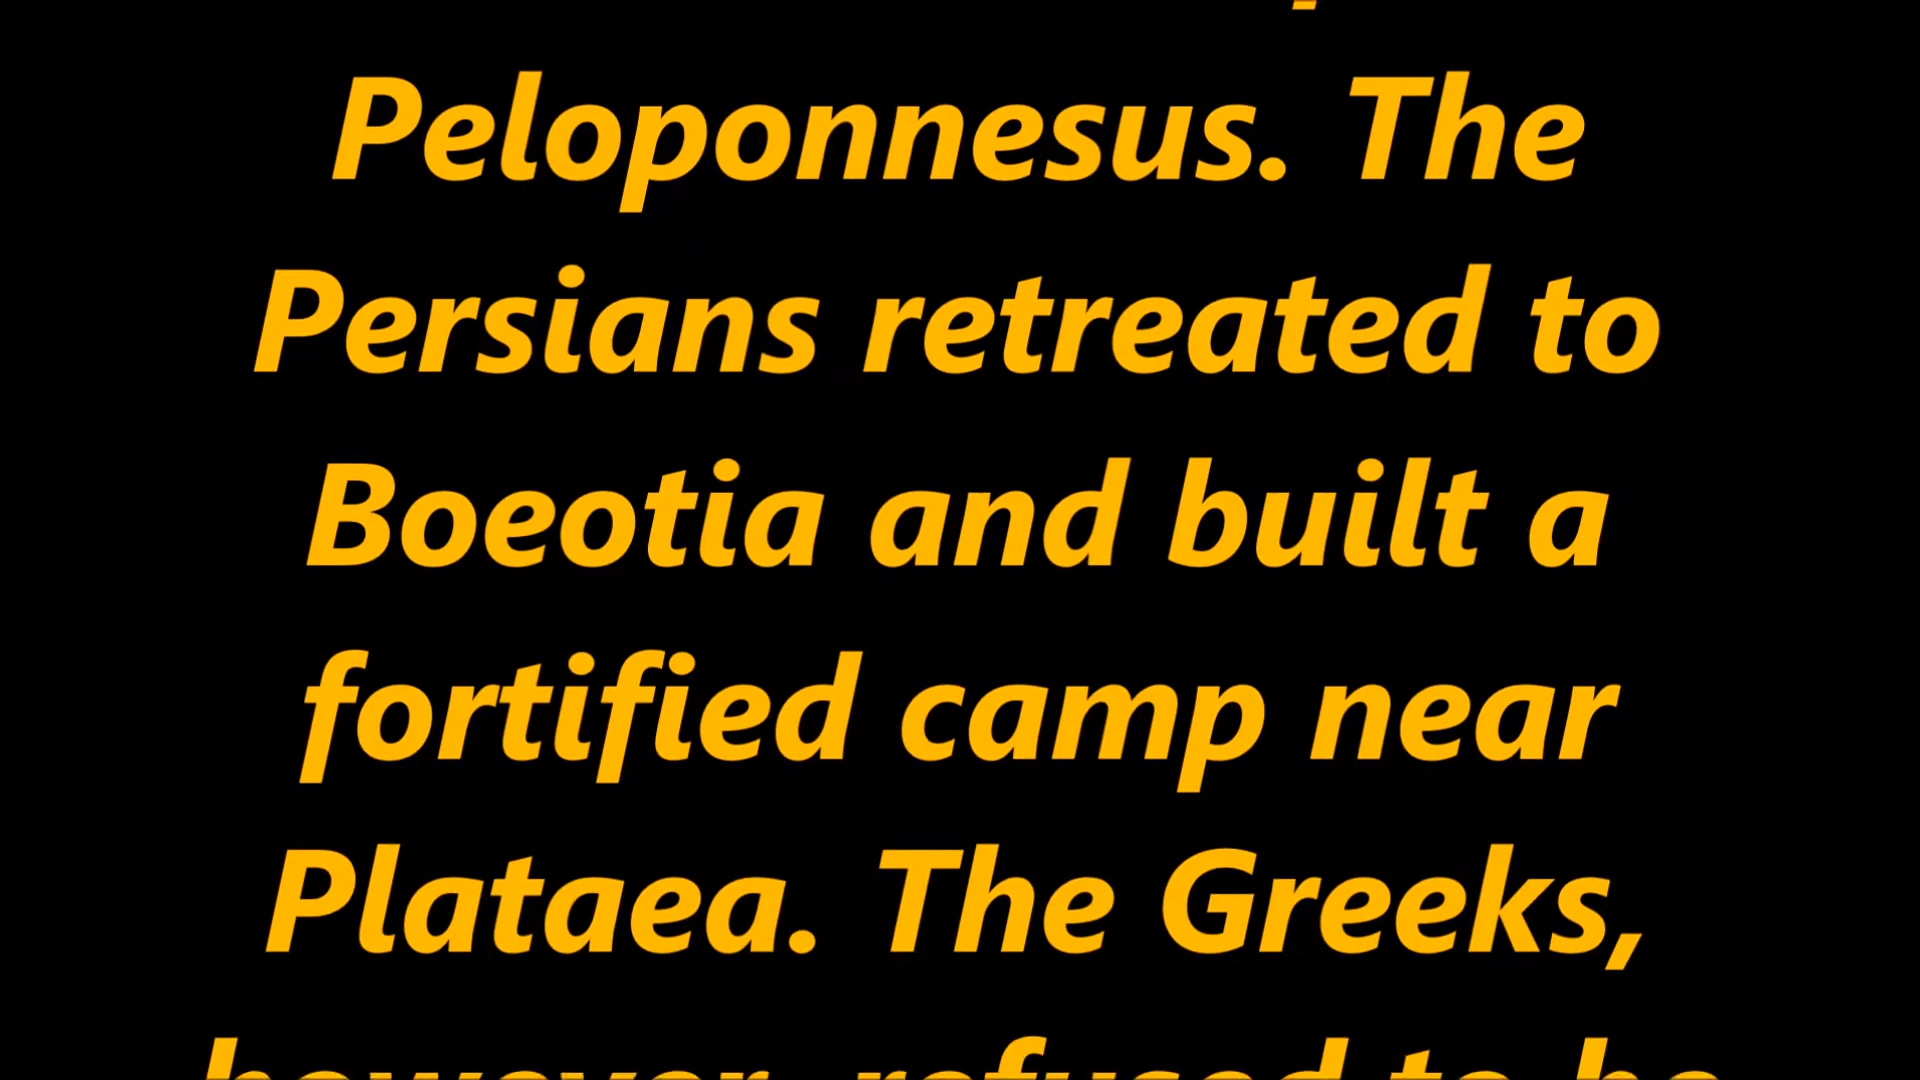 Peloponnesus. The
Persians retreated to
Boeotia and built a
fortified camp near
Plataea. The Greeks,
however, refused to be